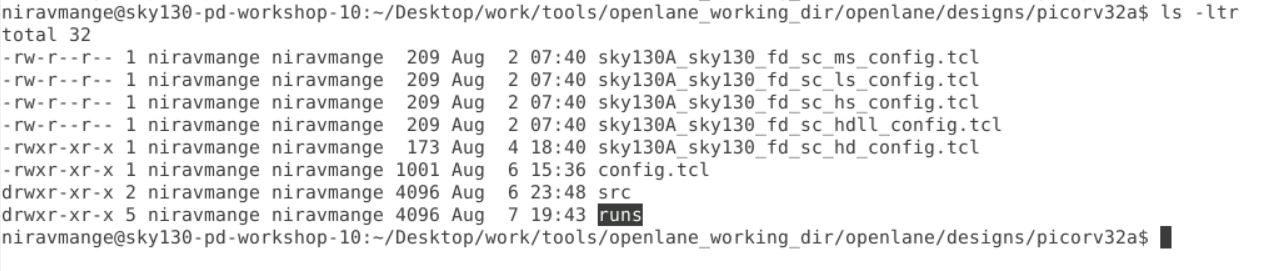 niravmange@sky130-pd-workshop-10:~/Desktop/work/tools/openlane_working_dir/openlane/designs/picorv32a$ ls -ltr
total 32
-rw-r--r-- 1 niravmange niravmange  209 Aug  2 07:40 sky130A_sky130_fd_sc_ms_config.tcl
-rw-r--r-- 1 niravmange niravmange  209 Aug  2 07:40 sky130A_sky130_fd_sc_ls_config.tcl
-rw-r--r-- 1 niravmange niravmange  209 Aug  2 07:40 sky130A_sky130_fd_sc_hs_config.tcl
-rw-r--r-- 1 niravmange niravmange  209 Aug  2 07:40 sky130A_sky130_fd_sc_hdll_config.tcl
-rwxr-xr-x 1 niravmange niravmange  173 Aug  4 18:40 sky130A_sky130_fd_sc_hd_config.tcl
-rwxr-xr-x 1 niravmange niravmange 1001 Aug  6 15:36 config.tcl
drwxr-xr-x 2 niravmange niravmange 4096 Aug  6 23:48 src
drwxr-xr-x 5 niravmange niravmange 4096 Aug  7 19:43 runs
niravmange@sky130-pd-workshop-10:~/Desktop/work/tools/openlane_working_dir/openlane/designs/picorv32a$